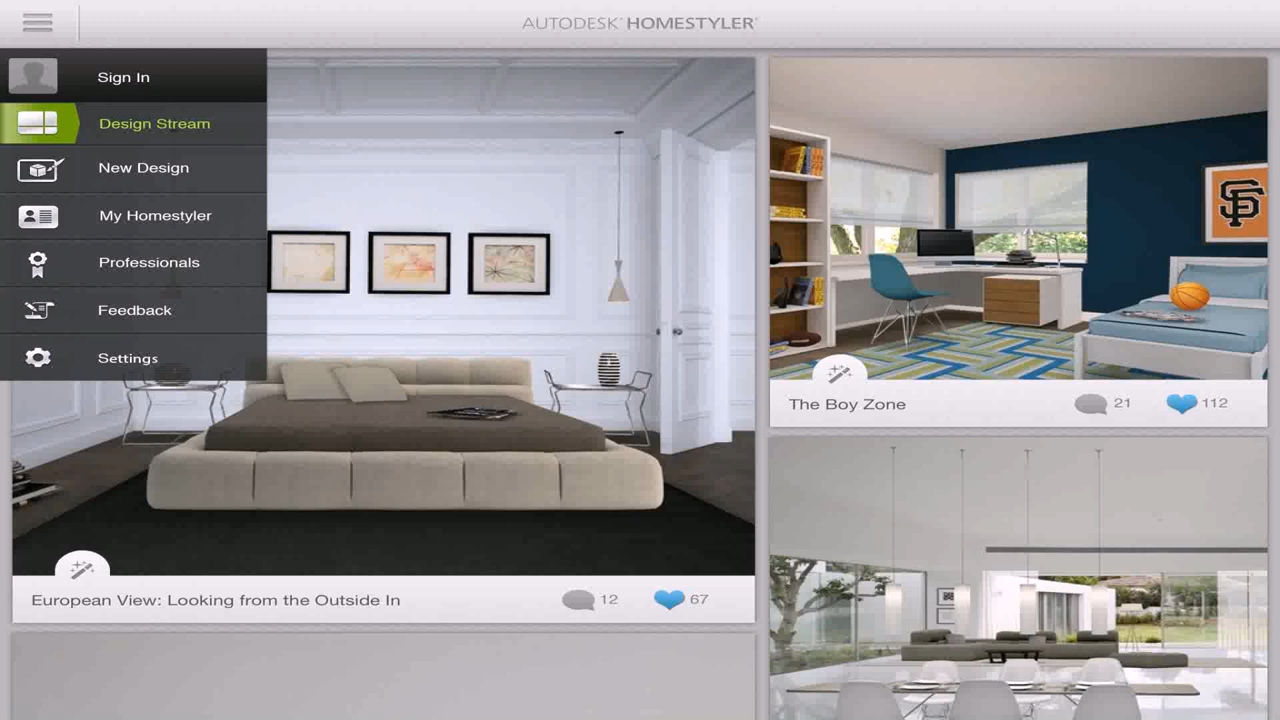 AUTODESK® HOMESTYLER®
Sign In
Design Stream
New Design
My Homestyler
Professionals
Feedback
Settings
SF
The Boy Zone
21
112
European View: Looking from the Outside In
12
67